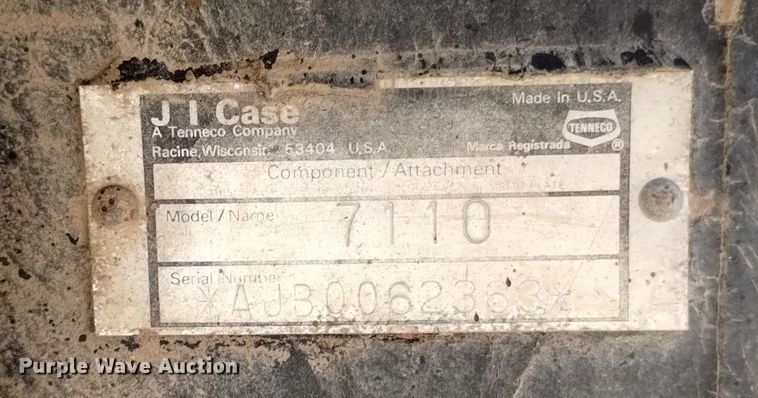 J I Case
A Tenneco Company
Racine, Wisconsin 53404 U.S.A.
Made In U.S.A.
TENNECO
Marca Registrada ®
Component/Attachment
Model/Name 7110
Serial Number
*AJB0062363*
Purple Wave Auction